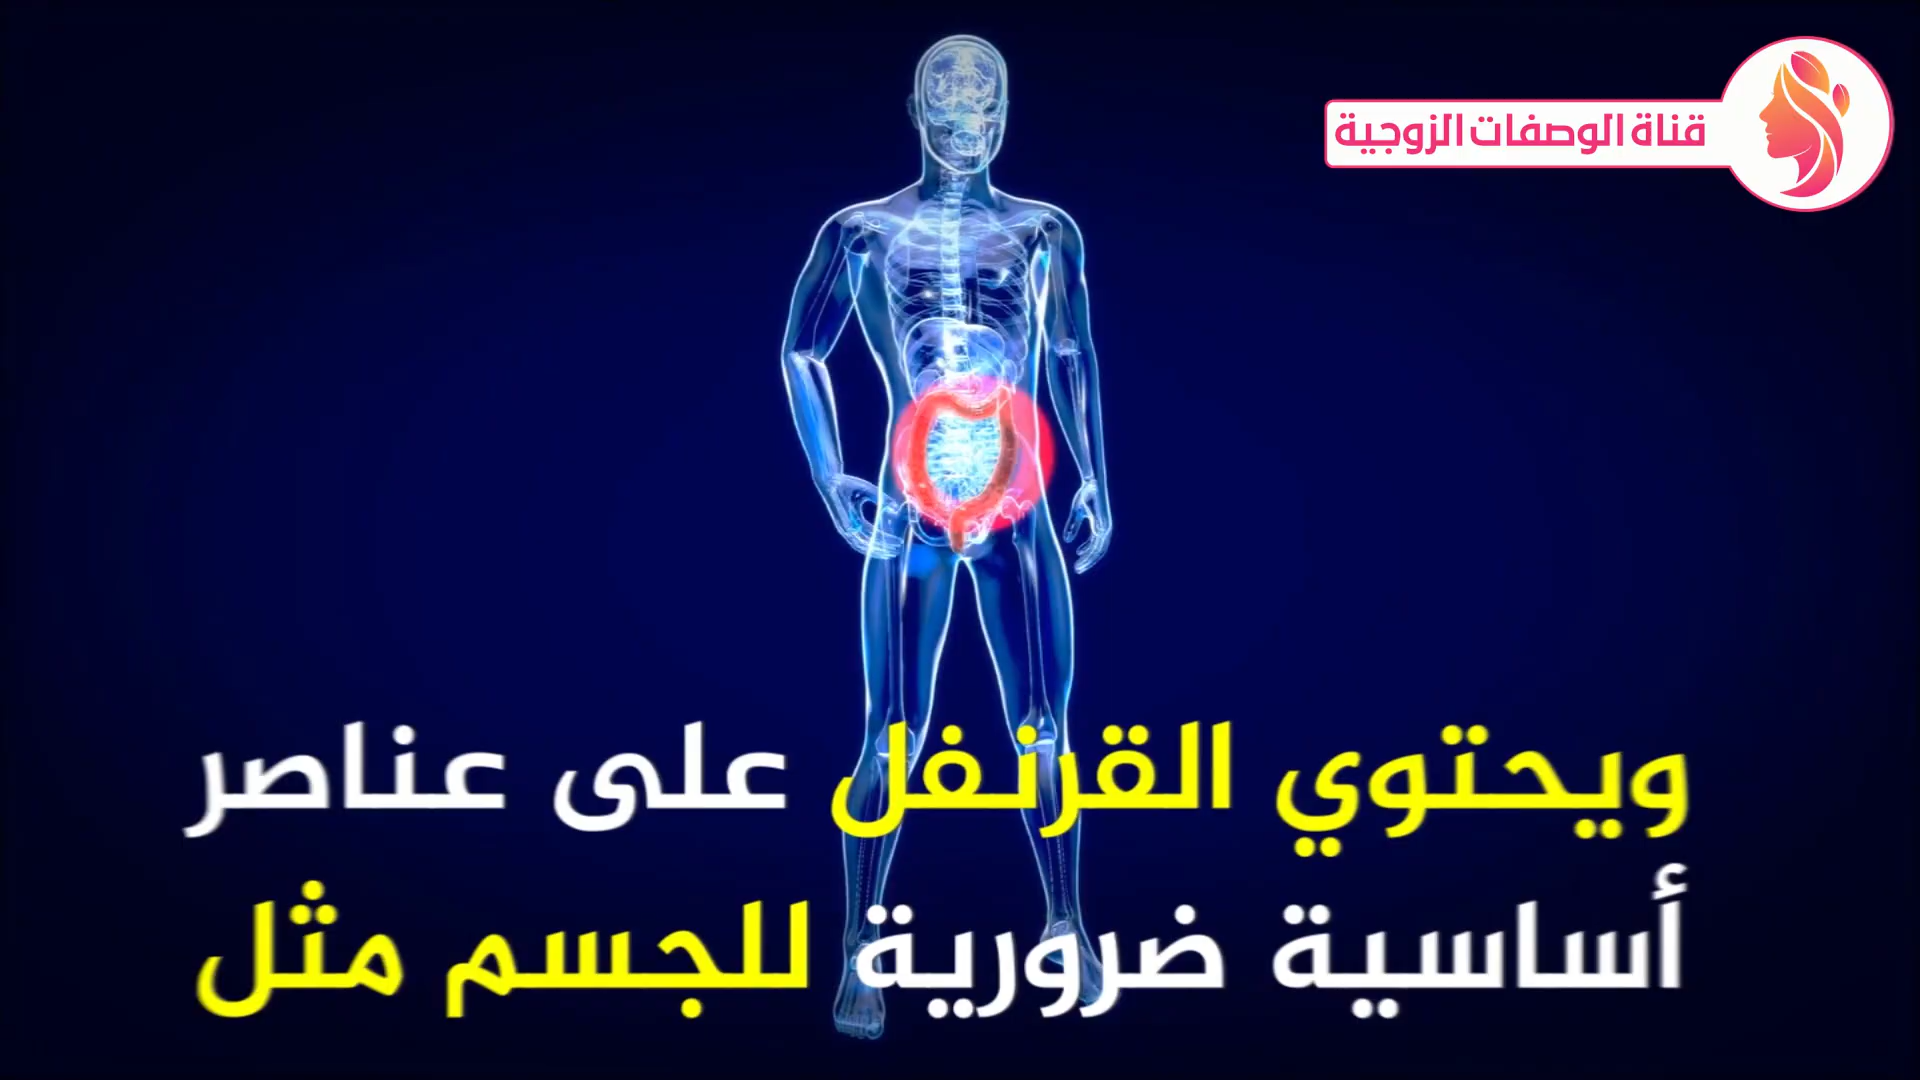 قناة الوصفات الزوجية
ويحتوي القرنفل على عناصر
أساسية ضرورية للجسم مثل